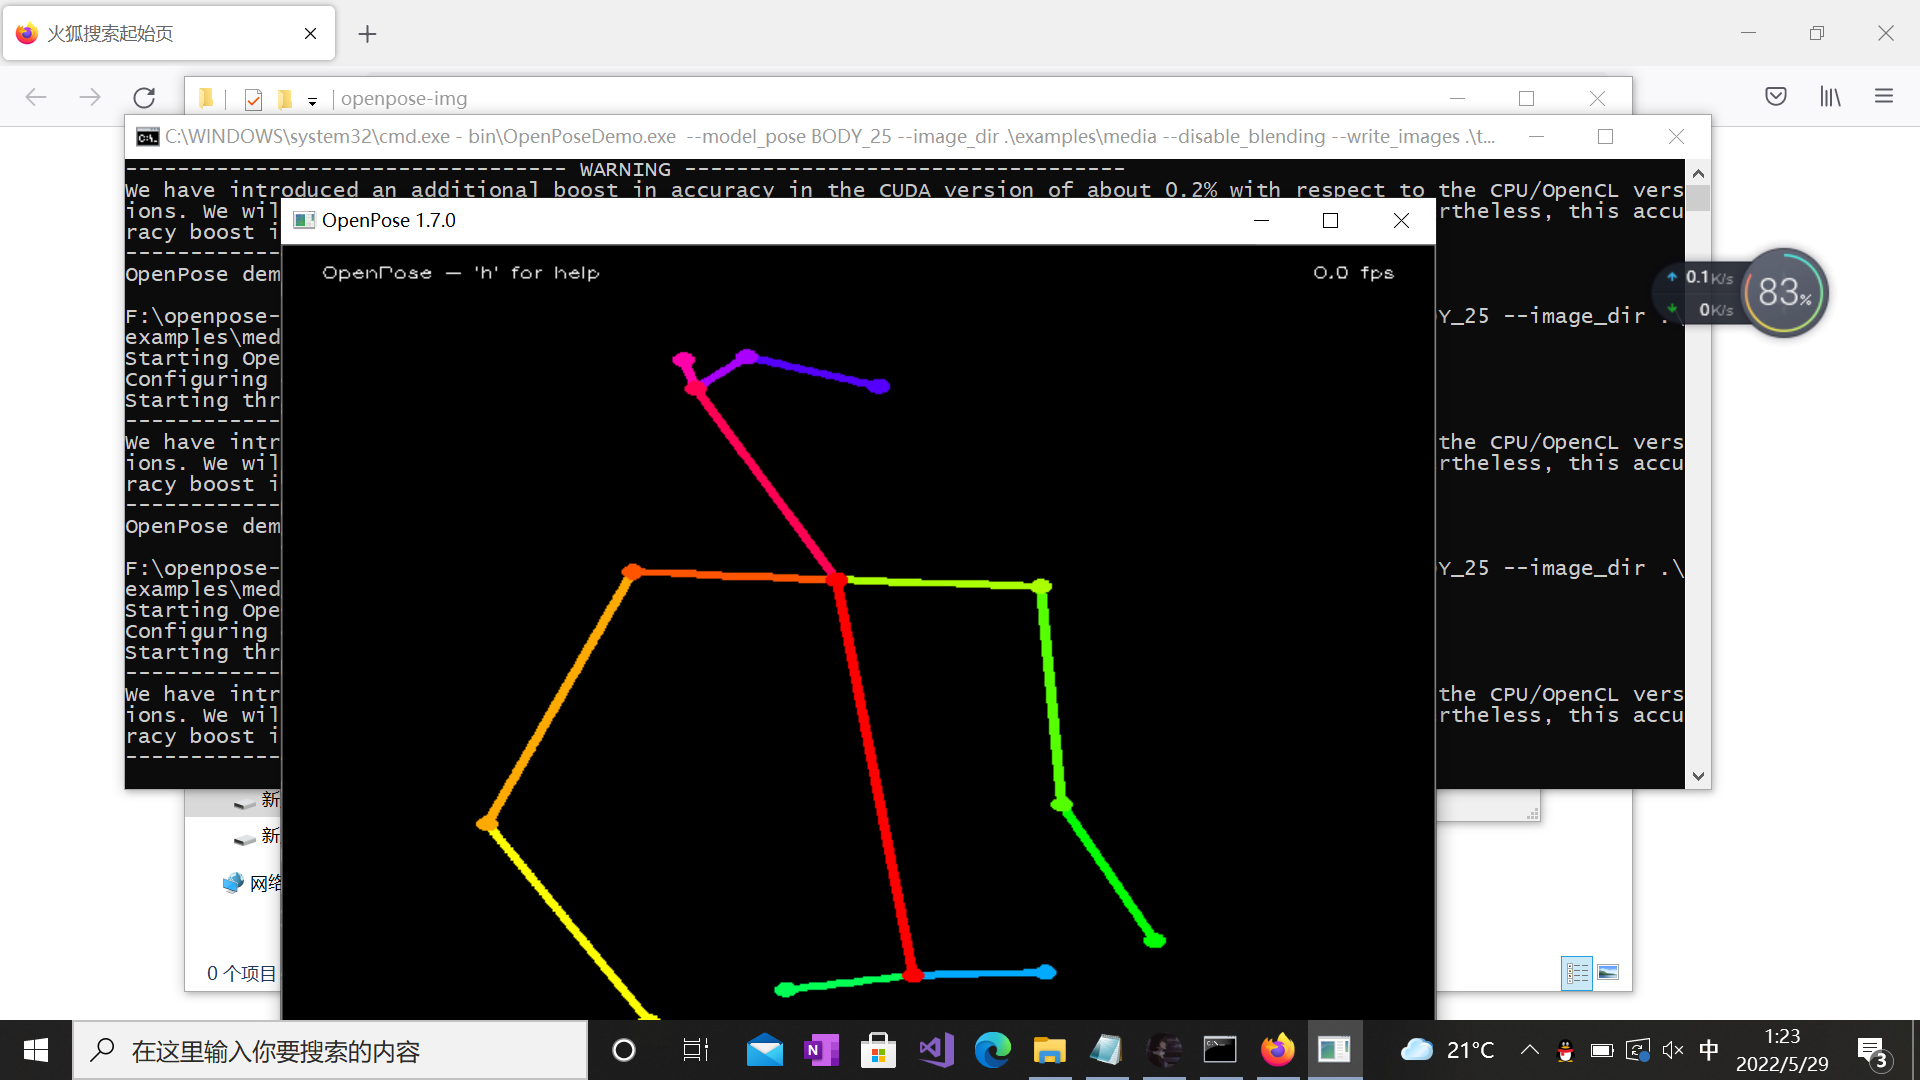 火狐搜索起始页
openpose-img
C:\WINDOWS\system32\cmd.exe - bin\OpenPoseDemo.exe --model_pose BODY_25 --image_dir .\examples\media --disable_blending --write_images .\t...
---------------------------------- WARNING ----------------------------------
We have introduced an additional boost in accuracy in the CUDA version of about 0.2% with respect to the CPU/OpenCL vers
ions. We wil
rtheless, this accu
racy boost i
------------
OpenPose dem
F:\openpose-
Y_25 --image_dir .
examples\med
Starting Ope
Configuring
Starting thr
------------
We have intr
the CPU/OpenCL vers
ions. We wil
rtheless, this accu
racy boost i
------------
OpenPose dem
F:\openpose-
Y_25 --image_dir .\
examples\med
Starting Ope
Configuring
Starting thr
------------
We have intr
the CPU/OpenCL vers
ions. We wil
rtheless, this accu
racy boost i
------------
OpenPose 1.7.0
OpenPose - 'h' for help
0.0 fps
0.1K/s
0K/s
83%
新
新
网络
0 个项目
在这里输入你要搜索的内容
21°C
中
1:23
2022/5/29
3